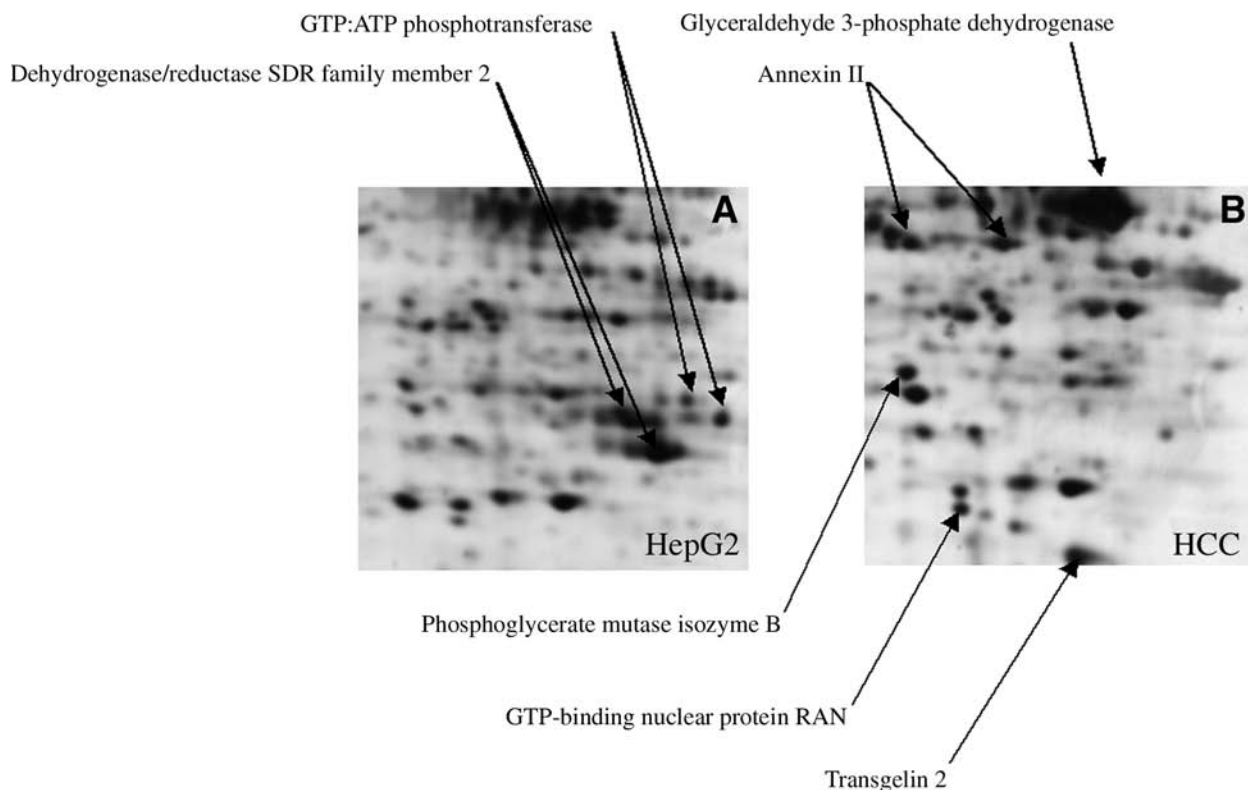 GTP:ATP phosphotransferase
Glyceraldehyde 3-phosphate dehydrogenase
Dehydrogenase/reductase SDR family member 2
Annexin II
A
B
HepG2
HCC
Phosphoglycerate mutase isozyme B
GTP-binding nuclear protein RAN
Transgelin 2